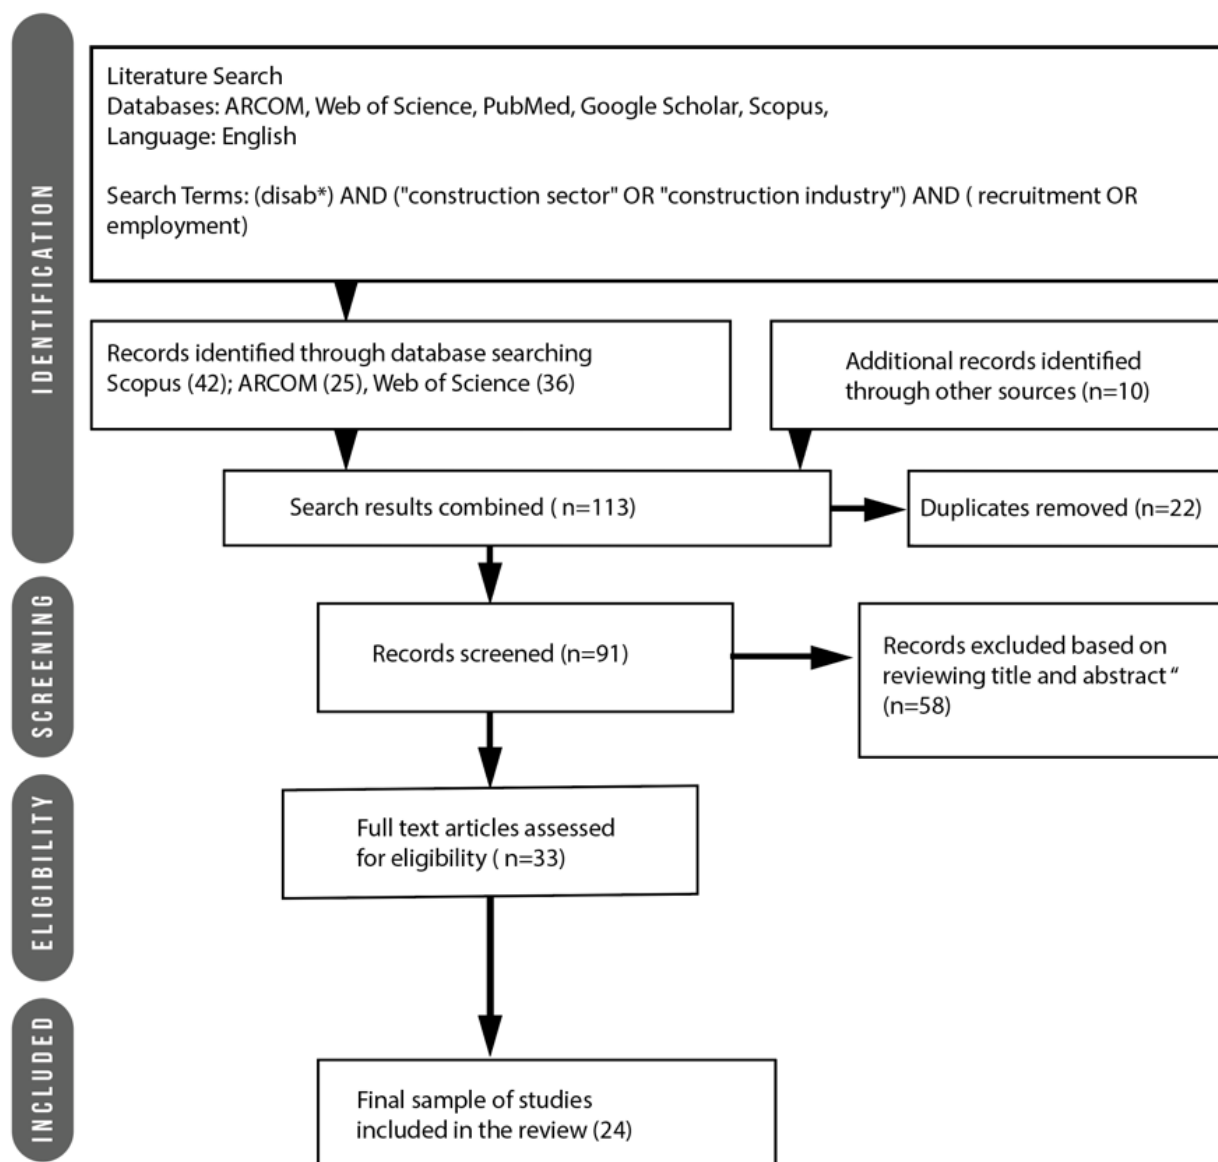 IDENTIFICATION
Literature Search
Databases: ARCOM, Web of Science, PubMed, Google Scholar, Scopus,
Language: English
Search Terms: (disab*) AND ("construction sector" OR "construction industry") AND ( recruitment OR
employment)
Records identified through database searching
Scopus (42); ARCOM (25), Web of Science (36)
Additional records identified
through other sources (n=10)
Search results combined ( n=113)
Duplicates removed (n=22)
SCREENING
Records screened (n=91)
Records excluded based on
reviewing title and abstract “
(n=58)
ELIGIBILITY
Full text articles assessed
for eligibility ( n=33)
INCLUDED
Final sample of studies
included in the review (24)